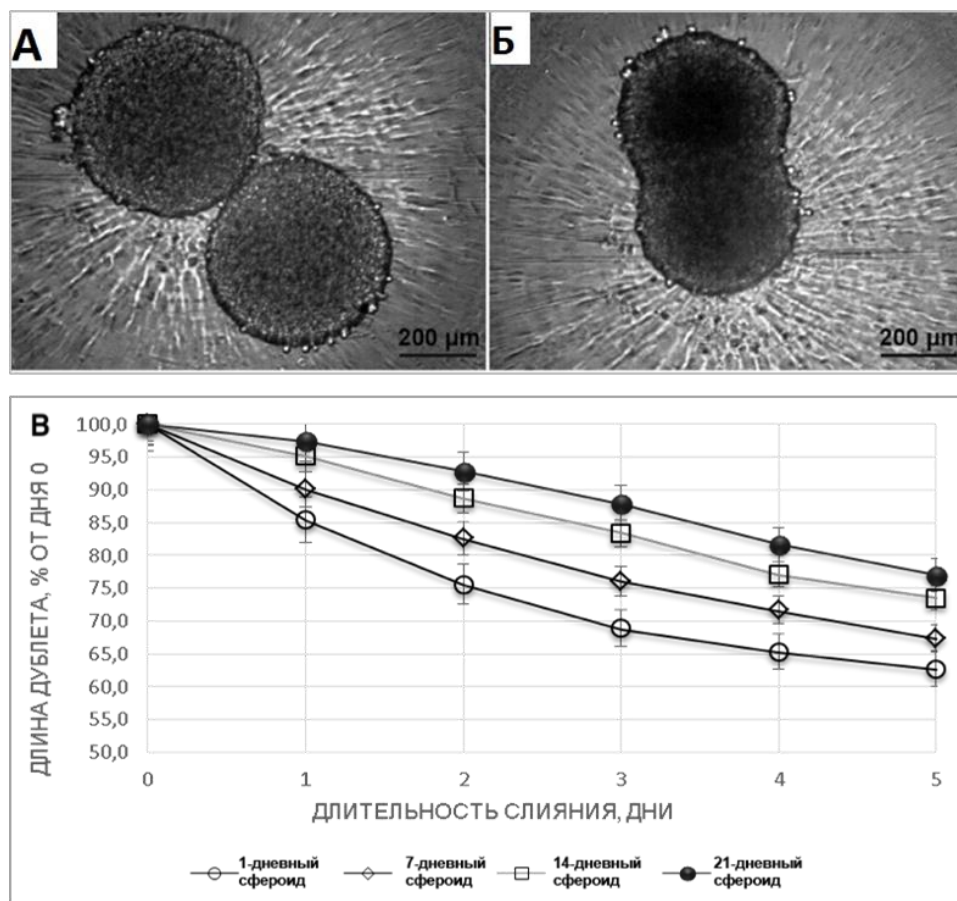 А
Б
200 µm
200 µm
В
ДЛИНА ДУБЛЕТА, % ОТ ДНЯ 0
100,0
95,0
90,0
85,0
80,0
75,0
70,0
65,0
60,0
55,0
50,0
0 1 2 3 4 5
ДЛИТЕЛЬНОСТЬ СЛИЯНИЯ, ДНИ
1-дневный
сфероид
7-дневный
сфероид
14-дневный
сфероид
21-дневный
сфероид